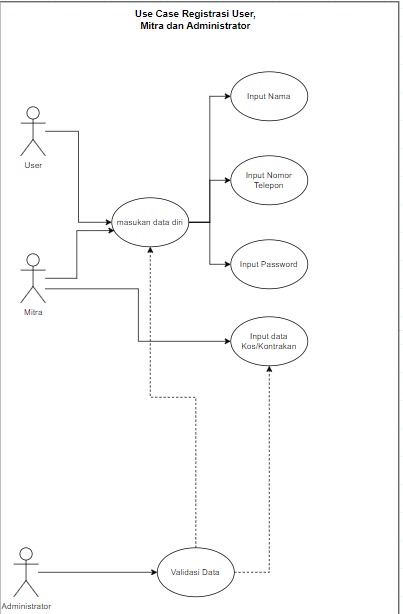 Use Case Registrasi User,
Mitra dan Administrator
Input Nama
User
Input Nomor
Telepon
masukan data diri
Input Password
Mitra
Input data
Kos/Kontrakan
Validasi Data
Administrator